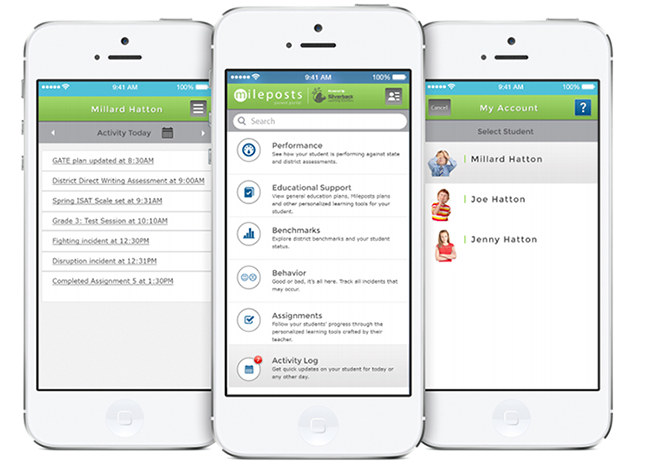 9:41 AM 100%
Millard Hatton
Activity Today
GATE plan updated at 8:30AM
District Direct Writing Assessment at 9:00AM
Spring ISAT Scale set at 9:31AM
Grade 3: Test Session at 10:10AM
Fighting incident at 12:30PM
Disruption incident at 12:31PM
Completed Assignment 5 at 1:30PM
9:41 AM 100%
mileposts
parent portal
Powered by
Silverback
Search
Performance
See how your student is performing against state
and district assessments.
Educational Support
View general education plans, Mileposts plans
and other personalized learning tools for your
student.
Benchmarks
Explore district benchmarks and your student
status.
Behavior
Good or bad, it's all here. Track all incidents that
may occur.
Assignments
Follow your students' progress through the
personalized learning tools crafted by their
teacher.
Activity Log
Get quick updates on your student for today or
any other day.
9:41 AM 100%
Cancel
My Account
?
Select Student
Millard Hatton
Joe Hatton
Jenny Hatton